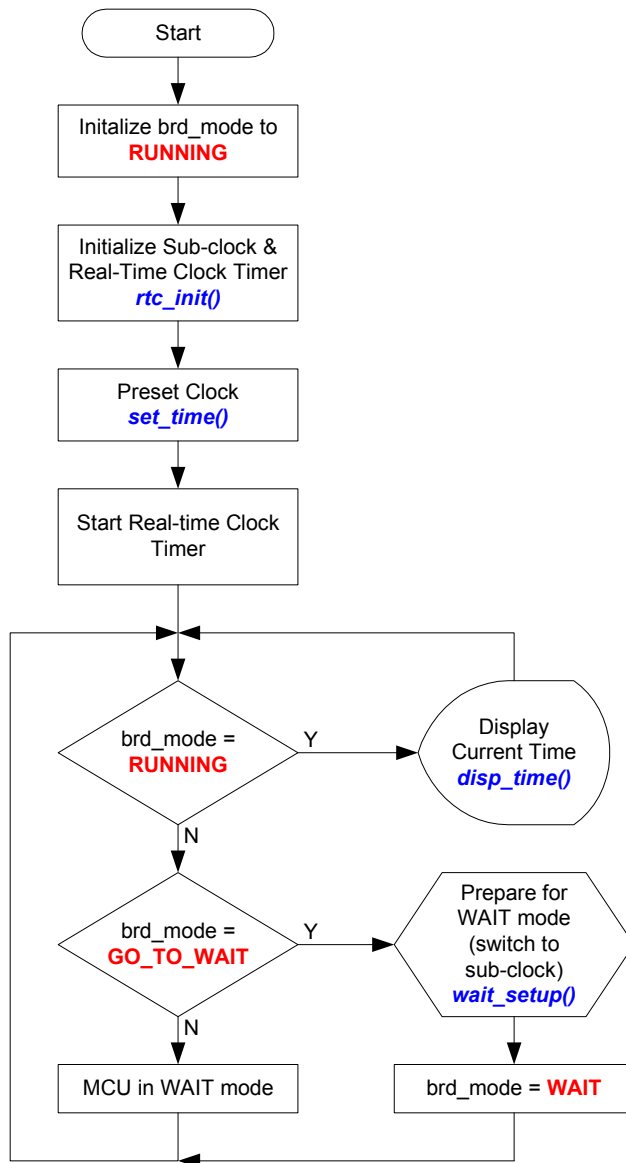 Start
Initalize brd_mode to
RUNNING
Initialize Sub-clock &
Real-Time Clock Timer
rtc_init()
Preset Clock
set_time()
Start Real-time Clock
Timer
brd_mode =
RUNNING
Y
Display
Current Time
disp_time()
N
brd_mode =
GO_TO_WAIT
Y
Prepare for
WAIT mode
(switch to
sub-clock)
wait_setup()
N
MCU in WAIT mode
brd_mode = WAIT